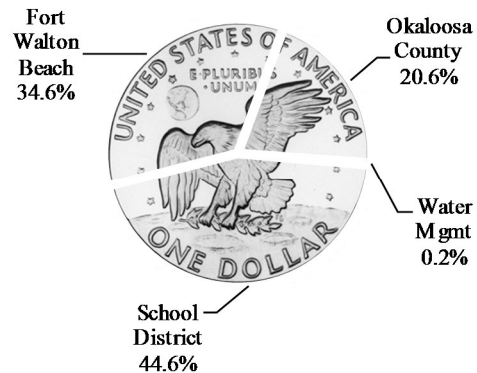 Fort
Walton
Beach
34.6%
Okaloosa
County
20.6%
UNITED STATES OF AMERICA
E·PLURIBUS
·UNUM
Water
Mgmt
0.2%
ONE DOLLAR
School
District
44.6%